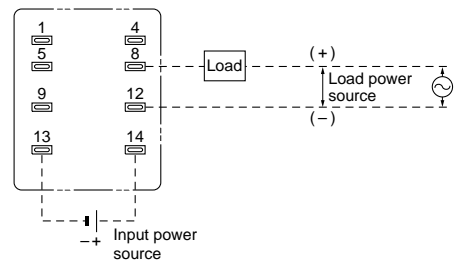 1 4
5 8
Load
(+)
Load power
source
9 12
(−)
13 14
−+
Input power
source